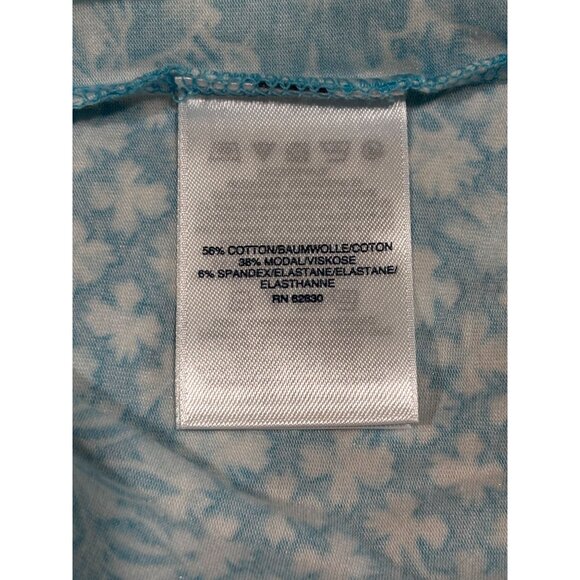 56% COTTON/BAUMWOLLE/COTON
38% MODAL/VISKOSE
6% SPANDEX/ELASTANE/ELASTANE/
ELASTHANNE
RN 62830